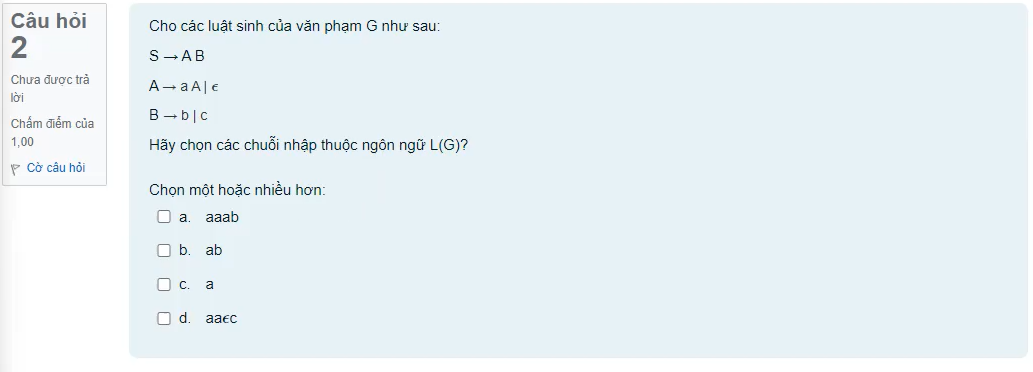 Câu hỏi
2
Chưa được trả
lời
Chấm điểm của
1,00
Cờ câu hỏi
Cho các luật sinh của văn phạm G như sau:
S → A B
A → a A | ϵ
B → b | c
Hãy chọn các chuỗi nhập thuộc ngôn ngữ L(G)?
Chọn một hoặc nhiều hơn:
a. aaab
b. ab
c. a
d. aaϵc